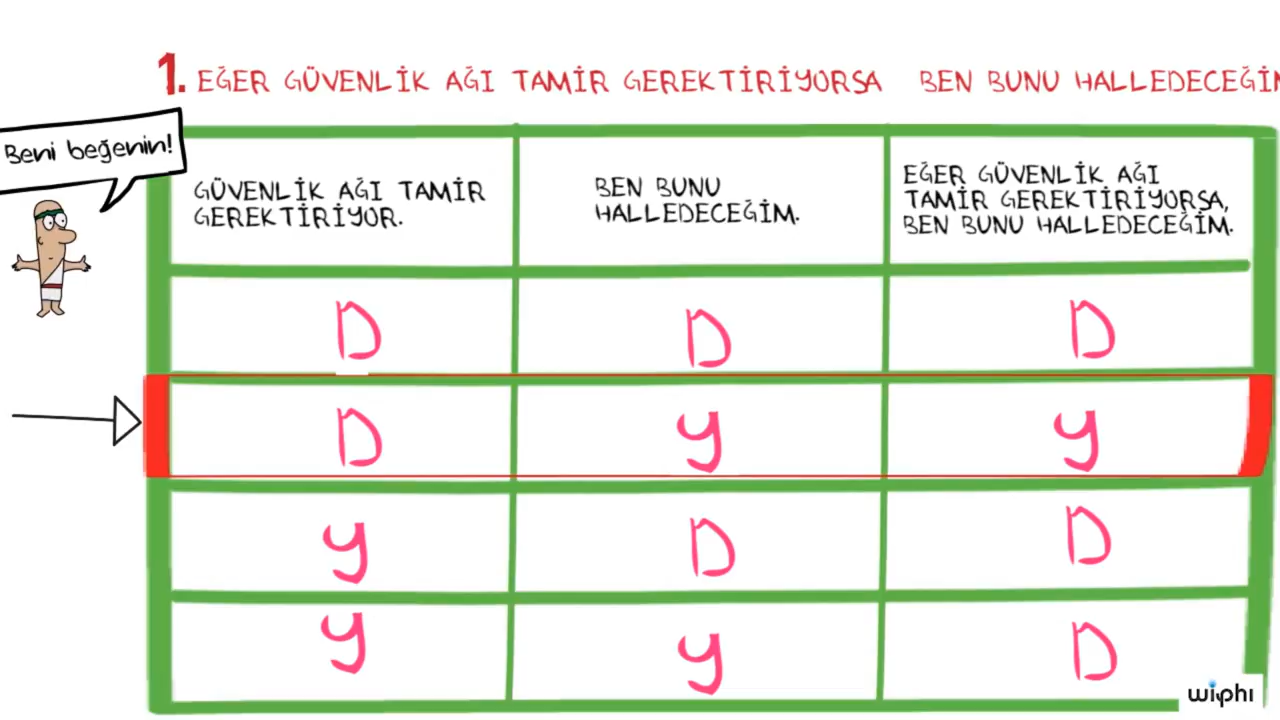 1. EĞER GÜVENLİK AĞI TAMİR GEREKTİRİYORSA BEN BUNU HALLEDECEĞİM
Beni beğenin!
GÜVENLİK AĞI TAMİR
GEREKTİRİYOR.
BEN BUNU
HALLEDECEĞİM.
EĞER GÜVENLİK AĞI
TAMİR GEREKTİRİYORSA,
BEN BUNU HALLEDECEĞİM.
D D D
D Y Y
Y D D
Y Y D
wiphi